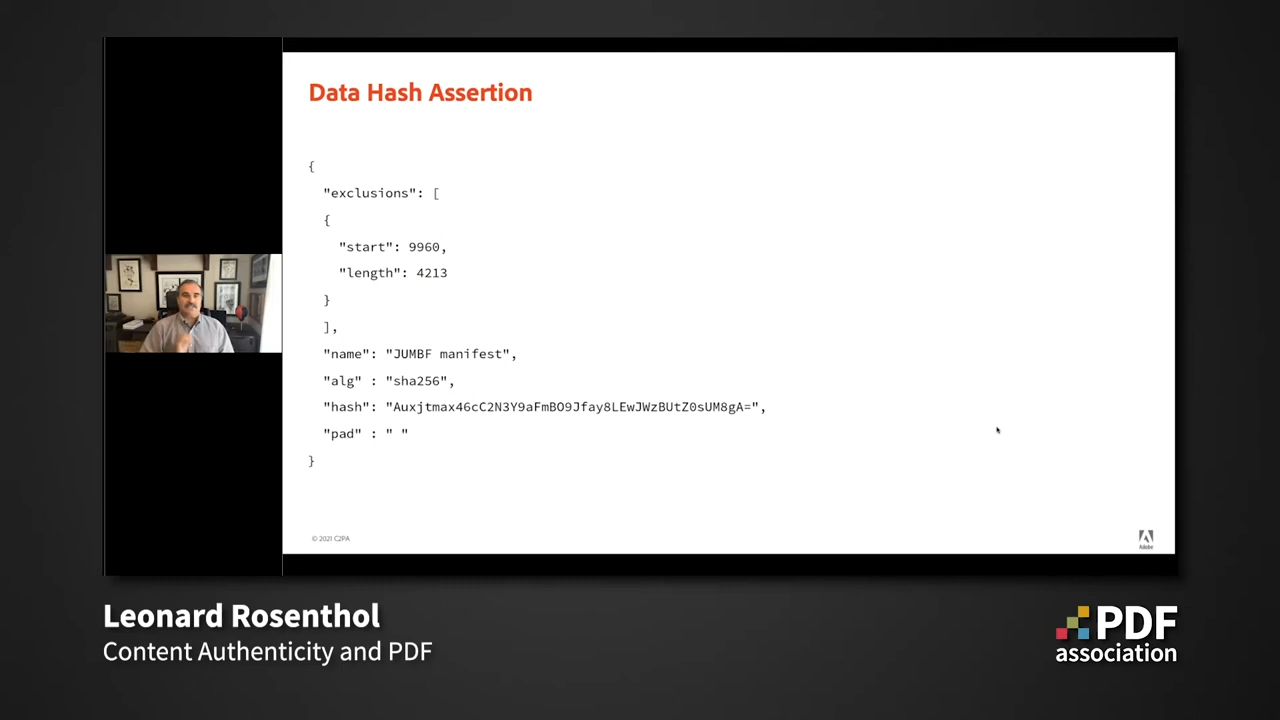 Data Hash Assertion
{
"exclusions": [
{
"start": 9960,
"length": 4213
}
],
"name": "JUMBF manifest",
"alg" : "sha256",
"hash": "Auxjtmax46cC2N3Y9aFmBO9Jfay8LEwJWzBUtZ0sUM8gA=",
"pad" : " "
}
© 2021 C2PA
Adobe
Leonard Rosenthol
Content Authenticity and PDF
PDF
association